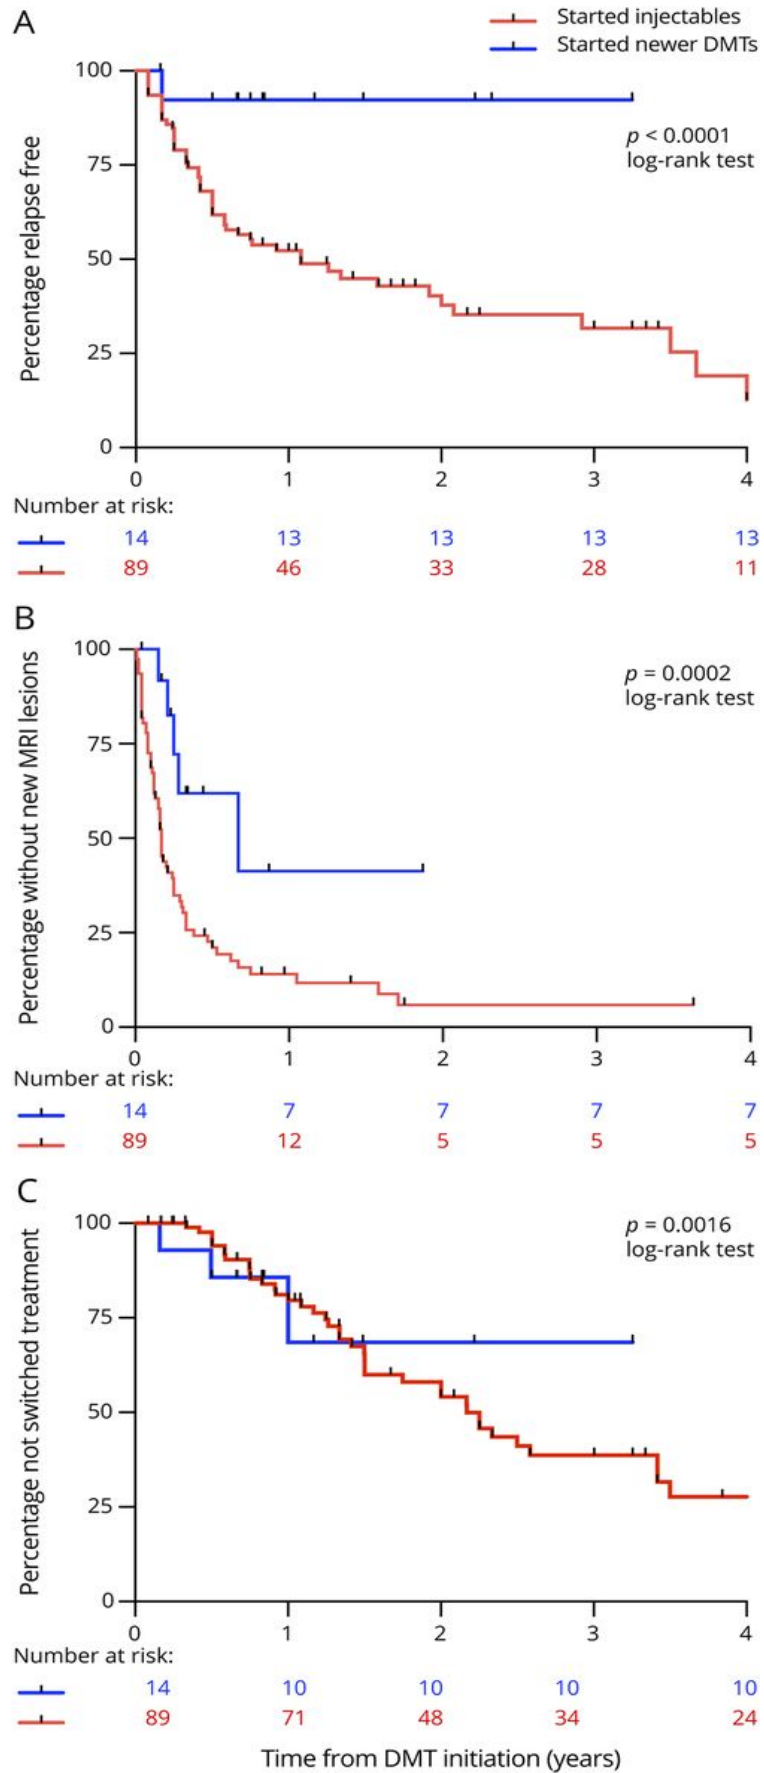 A
Started injectables
Started newer DMTs
100
75
50
25
0
Percentage relapse free
p < 0.0001
log-rank test
0 1 2 3 4
Number at risk:
14 13 13 13 13
89 46 33 28 11
B
100
75
50
25
0
Percentage without new MRI lesions
p = 0.0002
log-rank test
0 1 2 3 4
Number at risk:
14 7 7 7 7
89 12 5 5 5
C
100
75
50
25
0
Percentage not switched treatment
p = 0.0016
log-rank test
0 1 2 3 4
Number at risk:
14 10 10 10 10
89 71 48 34 24
Time from DMT initiation (years)